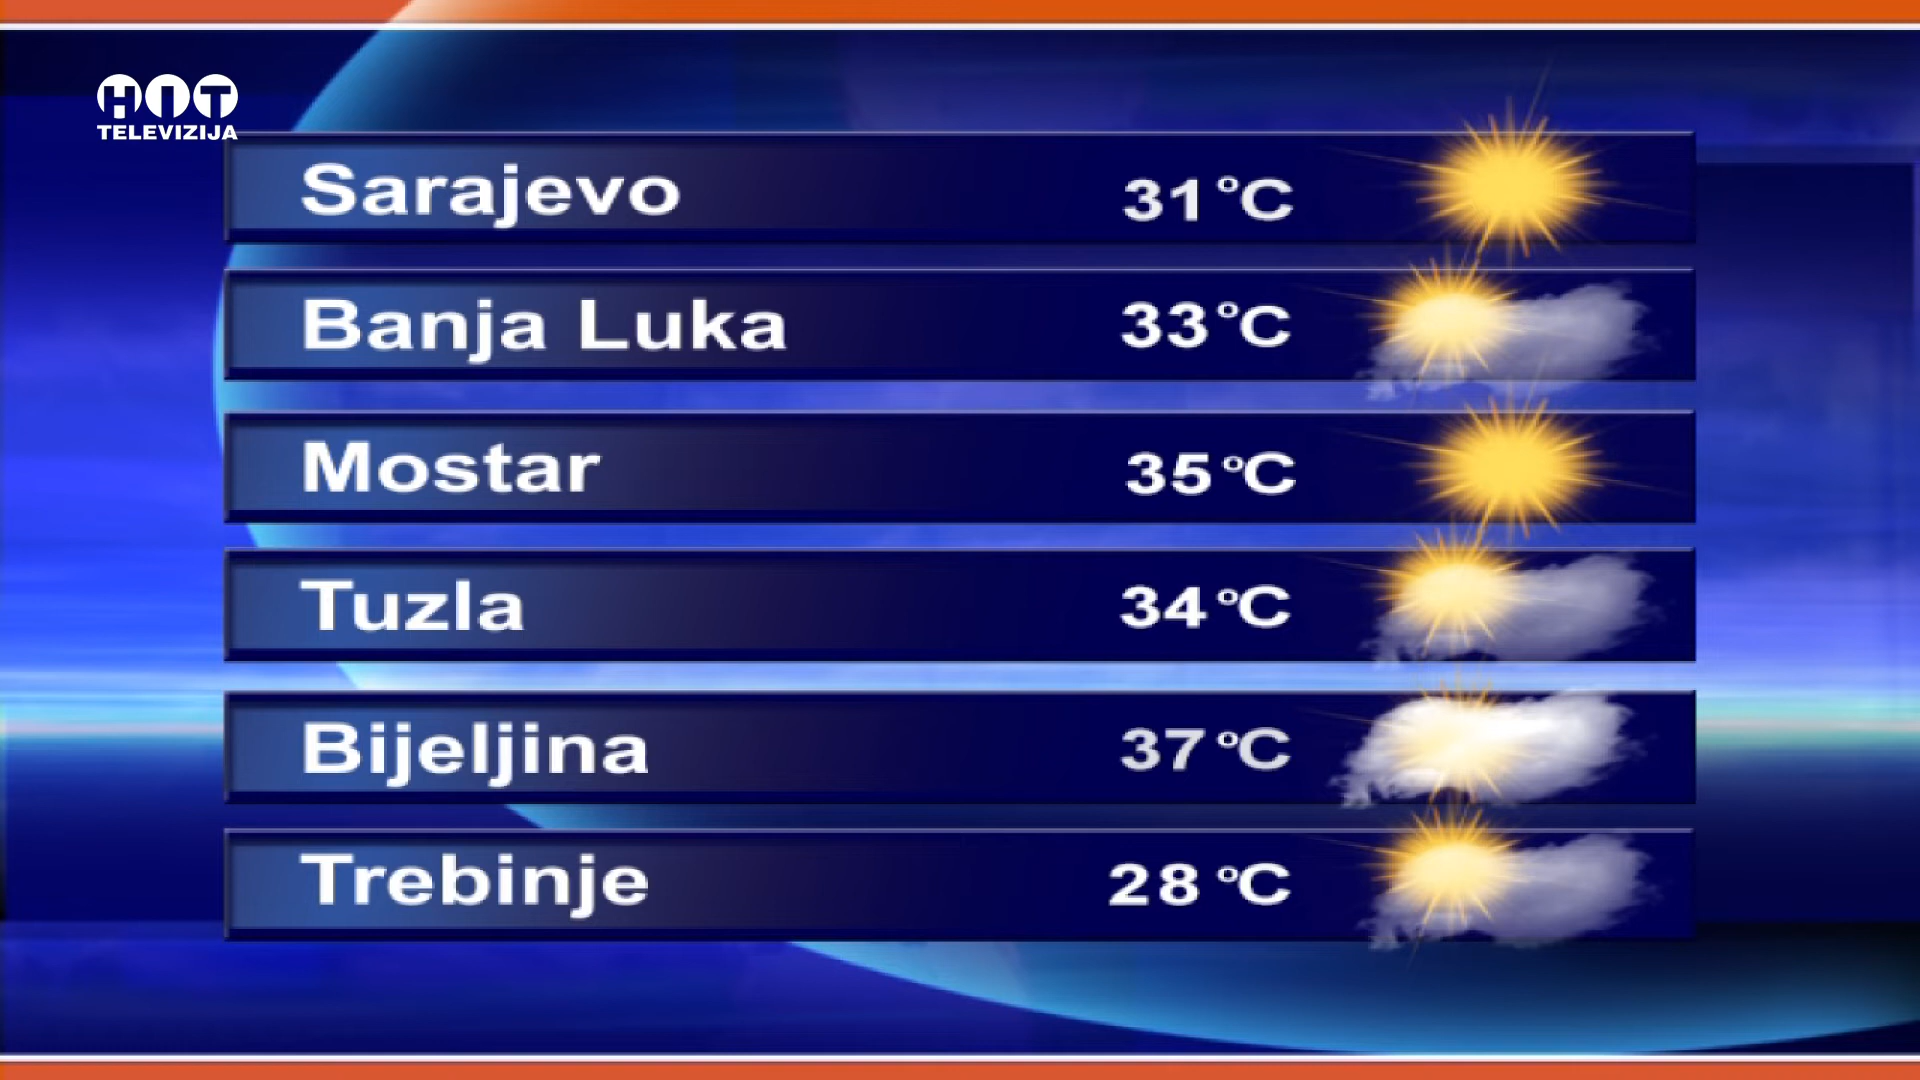 HIT
TELEVIZIJA
Sarajevo 31°C
Banja Luka 33°C
Mostar 35°C
Tuzla 34°C
Bijeljina 37°C
Trebinje 28°C